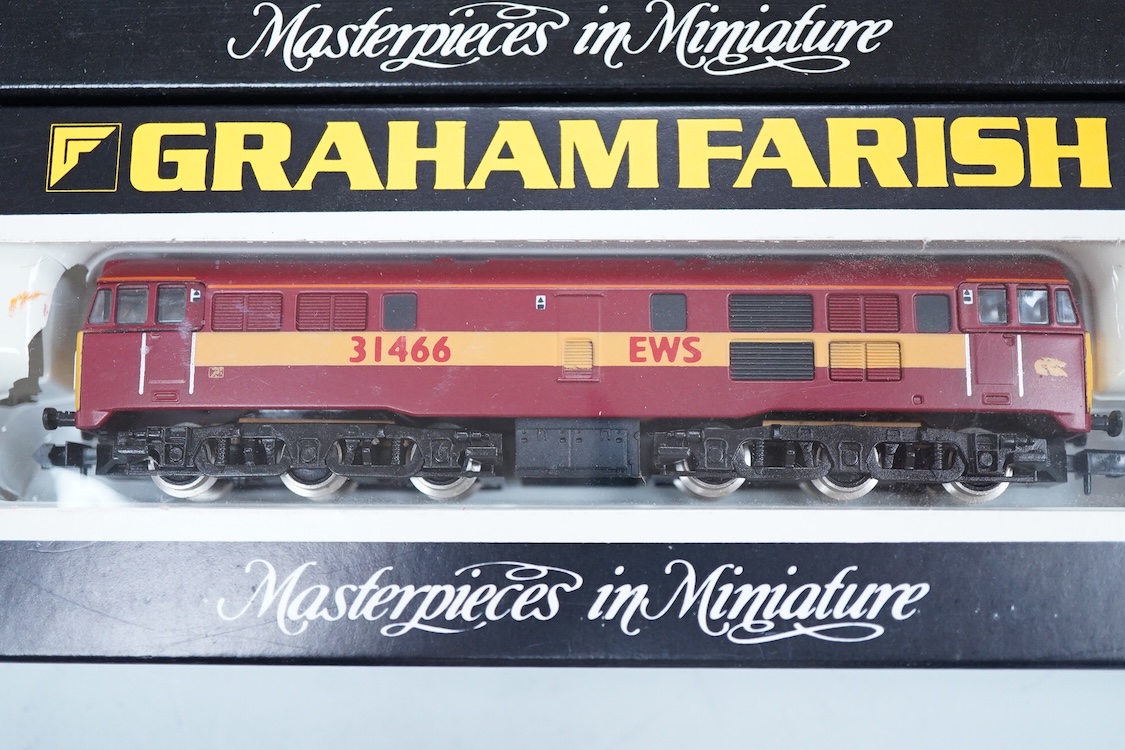 Masterpieces in Miniature
GRAHAM FARISH
31466 EWS
Masterpieces in Miniature